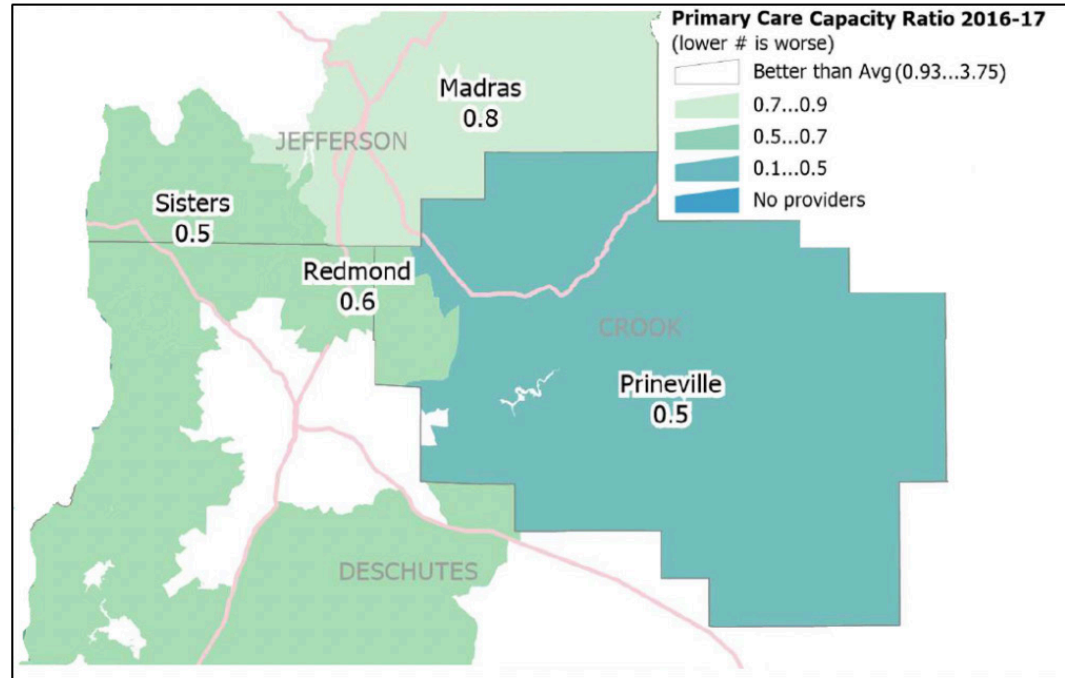 Primary Care Capacity Ratio 2016-17
(lower # is worse)
Better than Avg (0.93...3.75)
0.7...0.9
0.5...0.7
0.1...0.5
No providers
Madras
0.8
JEFFERSON
Sisters
0.5
Redmond
0.6
CROOK
Prineville
0.5
DESCHUTES